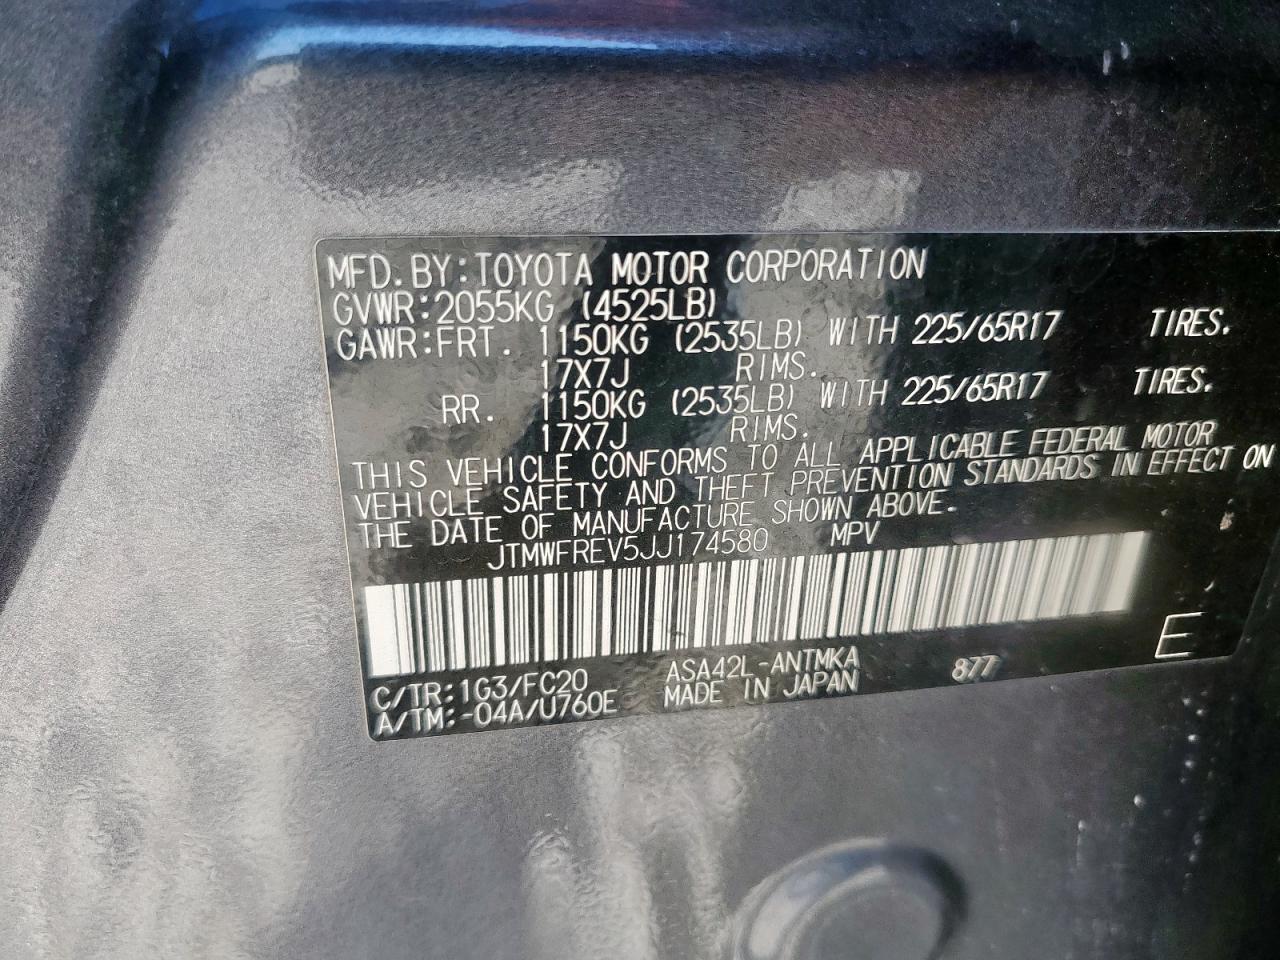 MFD. BY: TOYOTA MOTOR CORPORATION
GVWR: 2055KG (4525LB)
GAWR: FRT. 1150KG (2535LB) WITH 225/65R17 TIRES.
17X7J RIMS.
RR. 1150KG (2535LB) WITH 225/65R17 TIRES.
17X7J RIMS.
THIS VEHICLE CONFORMS TO ALL APPLICABLE FEDERAL MOTOR
VEHICLE SAFETY AND THEFT PREVENTION STANDARDS IN EFFECT ON
THE DATE OF MANUFACTURE SHOWN ABOVE.
JTMWFREV5JJ174580 MPV
C/TR: 1G3/FC20 ASA42L-ANTMKA 877 E
A/TM: -04A/U760E MADE IN JAPAN